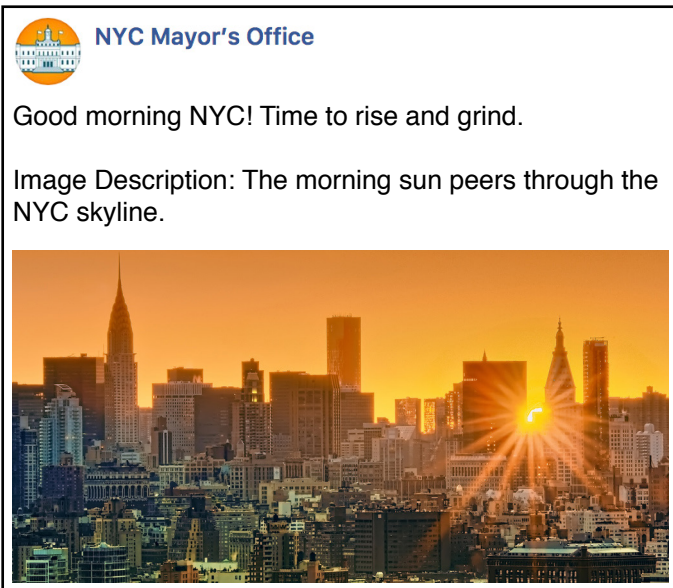 NYC Mayor’s Office
Good morning NYC! Time to rise and grind.
Image Description: The morning sun peers through the
NYC skyline.